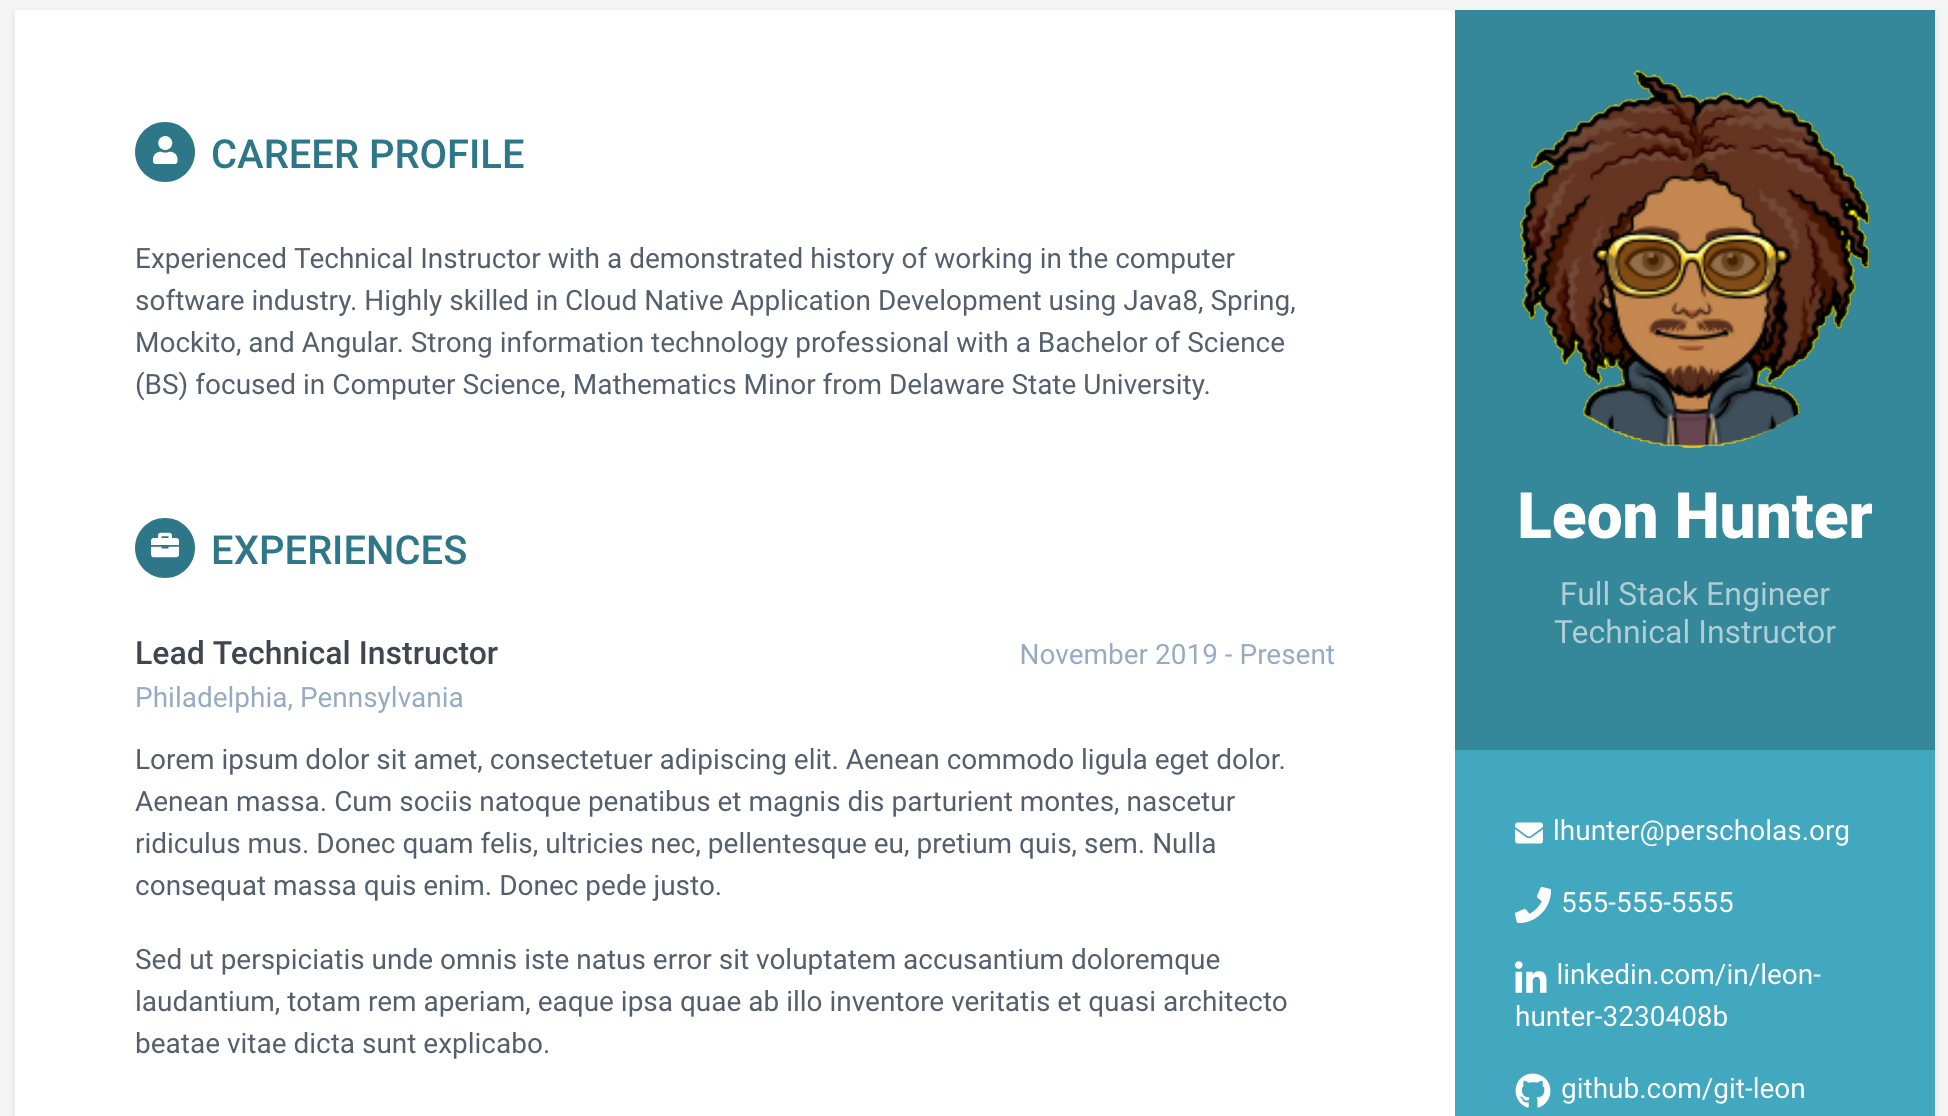 CAREER PROFILE
Experienced Technical Instructor with a demonstrated history of working in the computer
software industry. Highly skilled in Cloud Native Application Development using Java8, Spring,
Mockito, and Angular. Strong information technology professional with a Bachelor of Science
(BS) focused in Computer Science, Mathematics Minor from Delaware State University.
EXPERIENCES
Lead Technical Instructor
November 2019 - Present
Philadelphia, Pennsylvania
Lorem ipsum dolor sit amet, consectetuer adipiscing elit. Aenean commodo ligula eget dolor.
Aenean massa. Cum sociis natoque penatibus et magnis dis parturient montes, nascetur
ridiculus mus. Donec quam felis, ultricies nec, pellentesque eu, pretium quis, sem. Nulla
consequat massa quis enim. Donec pede justo.
Sed ut perspiciatis unde omnis iste natus error sit voluptatem accusantium doloremque
laudantium, totam rem aperiam, eaque ipsa quae ab illo inventore veritatis et quasi architecto
beatae vitae dicta sunt explicabo.
Leon Hunter
Full Stack Engineer
Technical Instructor
lhunter@perscholas.org
555-555-5555
linkedin.com/in/leon-
hunter-3230408b
github.com/git-leon